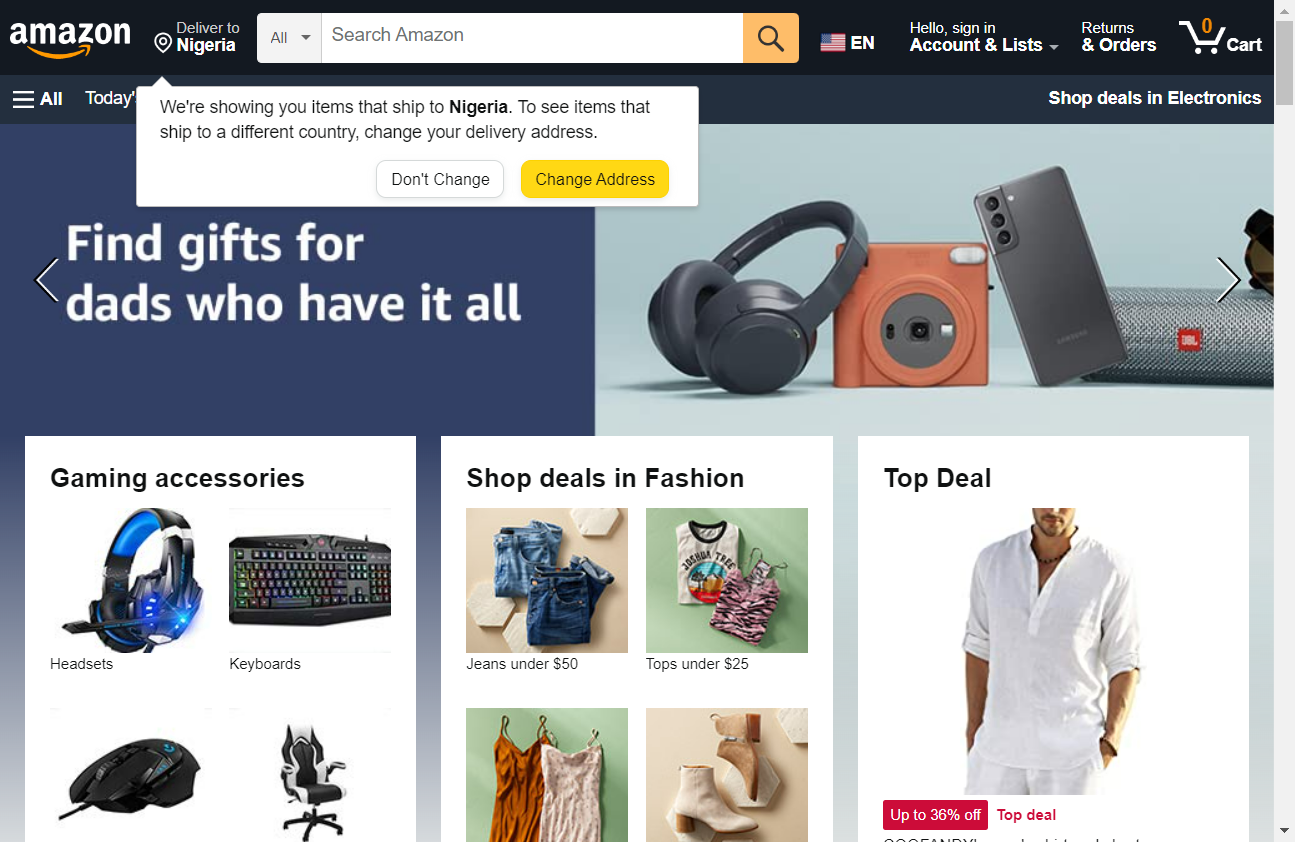 amazon
Deliver to
Nigeria
All
Search Amazon
EN
Hello, sign in
Account & Lists
Returns
& Orders
0
Cart
All
Today's
Shop deals in Electronics
We're showing you items that ship to Nigeria. To see items that
ship to a different country, change your delivery address.
Don't Change
Change Address
Find gifts for
dads who have it all
SAMSUNG
JBL
Gaming accessories
Shop deals in Fashion
Top Deal
JOSHUA TREE
Headsets
Keyboards
Jeans under $50
Tops under $25
Up to 36% off
Top deal